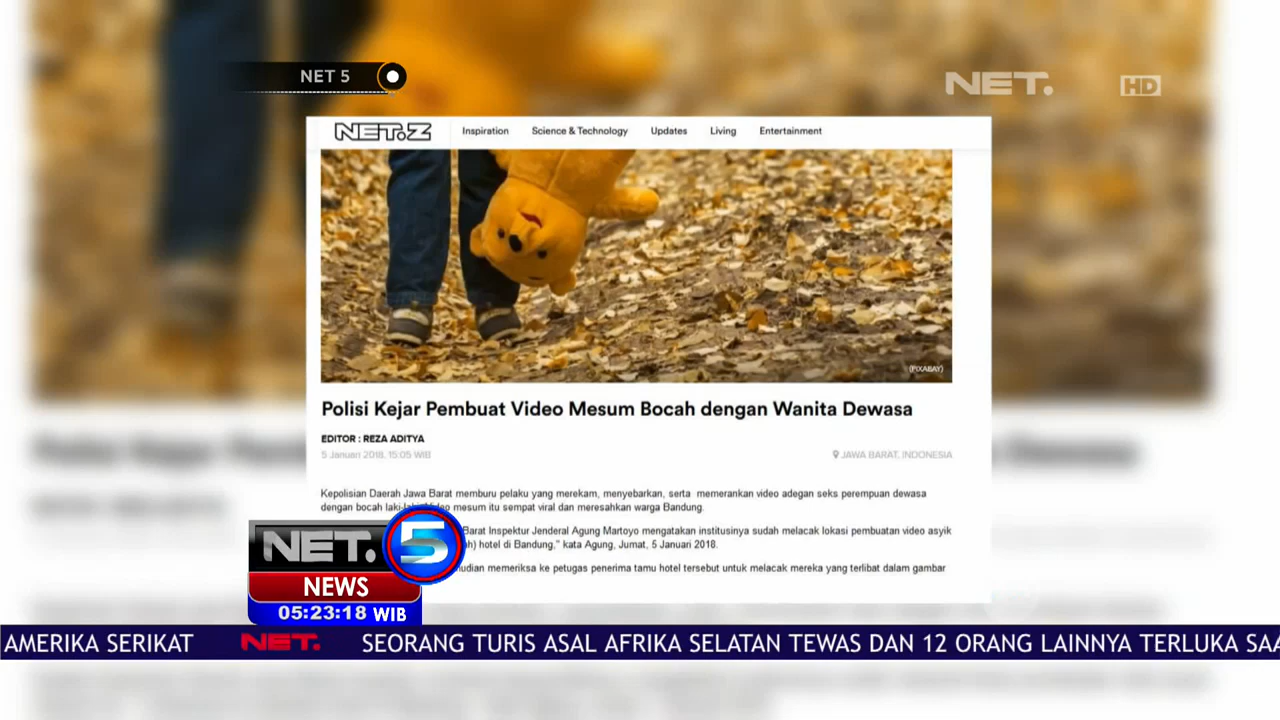 NET 5
NET.
HD
NET.Z
Inspiration
Science & Technology
Updates
Living
Entertainment
(PIXABAY)
Polisi Kejar Pembuat Video Mesum Bocah dengan Wanita Dewasa
EDITOR : REZA ADITYA
5 Januari 2018, 15:05 WIB
JAWA BARAT, INDONESIA
Kepolisian Daerah Jawa Barat memburu pelaku yang merekam, menyebarkan, serta memerankan video adegan seks perempuan dewasa
dengan bocah laki-laki. Video mesum itu sempat viral dan meresahkan warga Bandung.
Barat Inspektur Jenderal Agung Martoyo mengatakan institusinya sudah melacak lokasi pembuatan video asyik
hotel di Bandung," kata Agung, Jumat, 5 Januari 2018.
memeriksa ke petugas penerima tamu hotel tersebut untuk melacak mereka yang terlibat dalam gambar
NET. 5
NEWS
05:23:18 WIB
AMERIKA SERIKAT NET. SEORANG TURIS ASAL AFRIKA SELATAN TEWAS DAN 12 ORANG LAINNYA TERLUKA